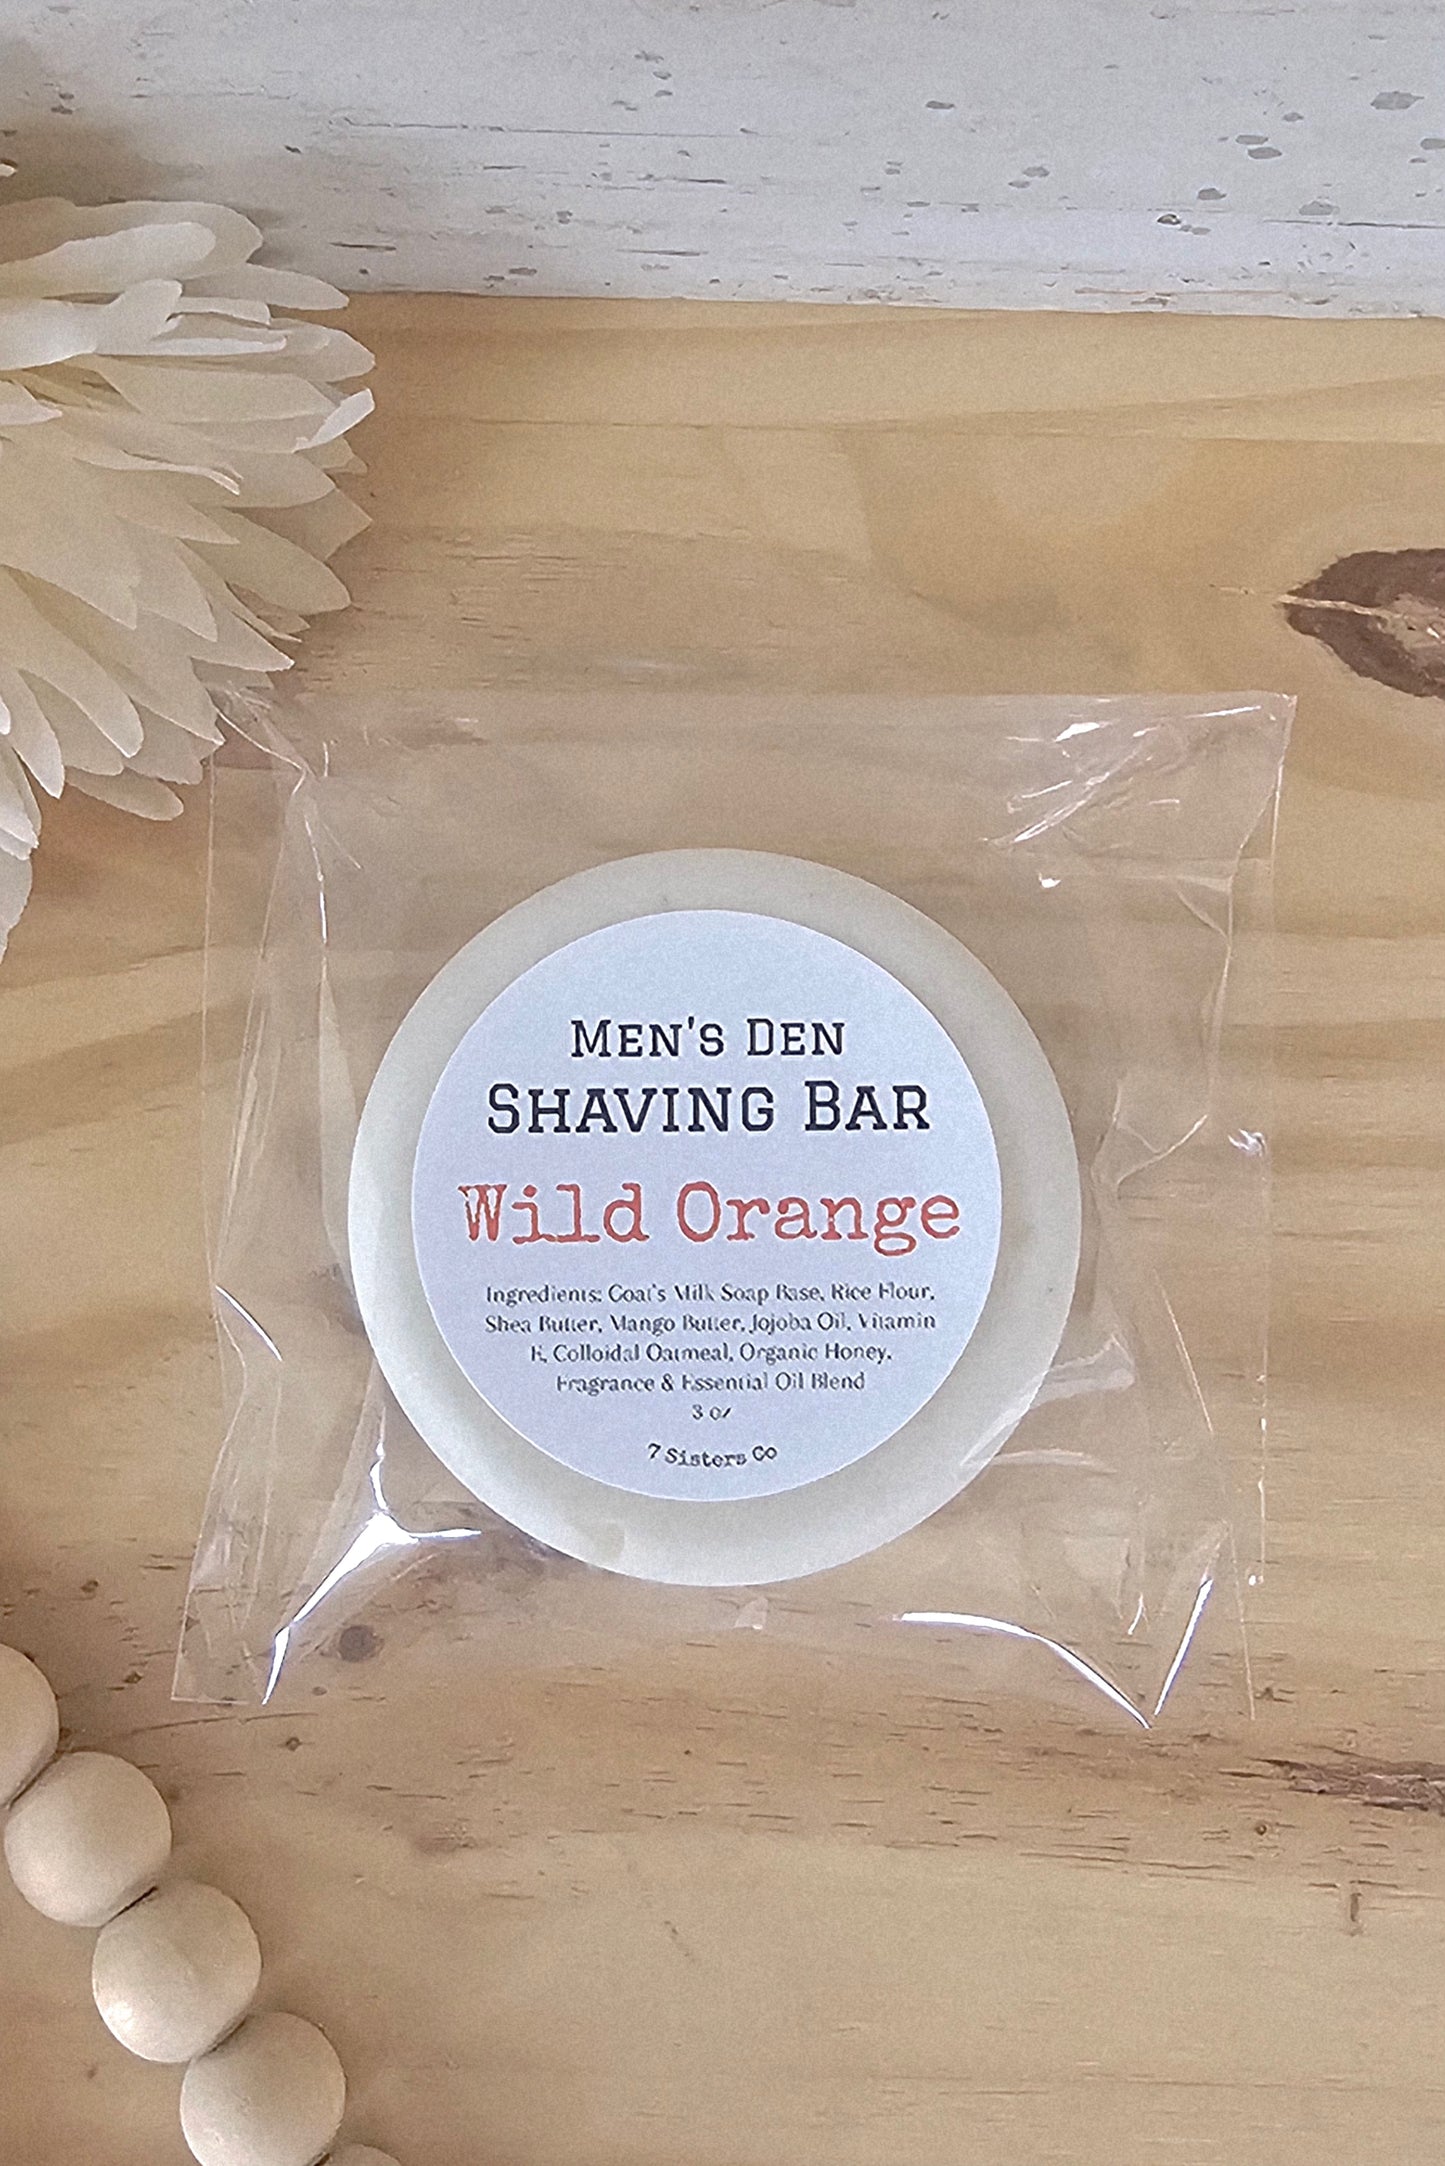 Men's Den
Shaving Bar
Wild Orange
Ingredients: Goat's Milk Soap Base, Rice Flour,
Shea Butter, Mango Butter, Jojoba Oil, Vitamin
E, Colloidal Oatmeal, Organic Honey,
Fragrance & Essential Oil Blend
3 oz
7 Sisters Co